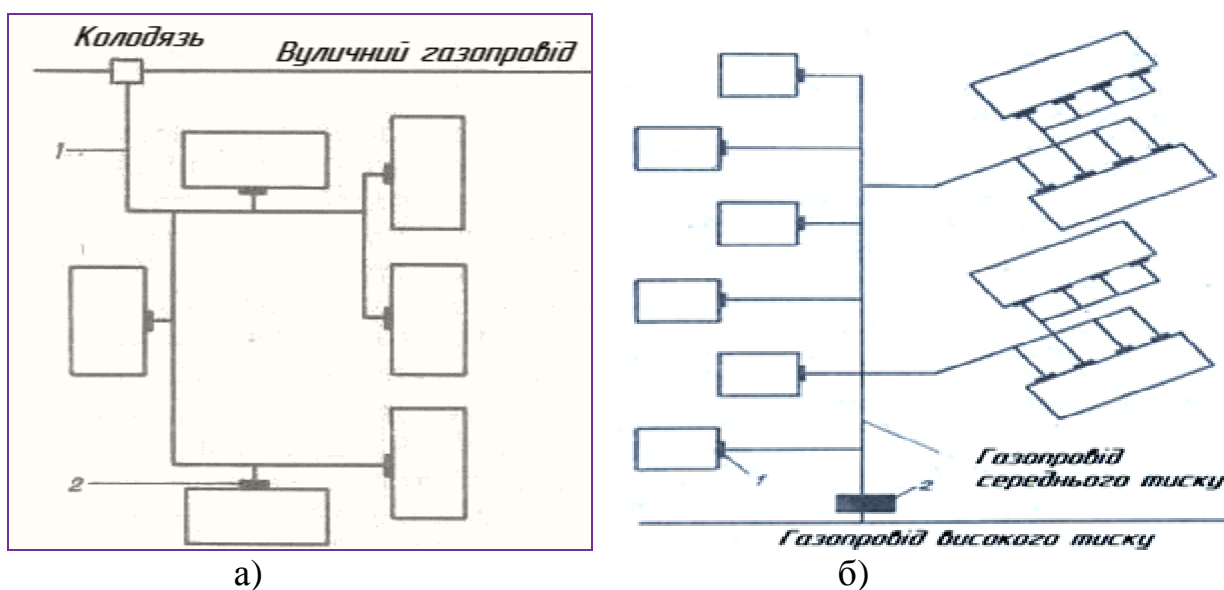 Колодязь
Вуличний газопровід
1
2
1
Газопровід
середнього тиску
2
Газопровід високого тиску
а)
б)